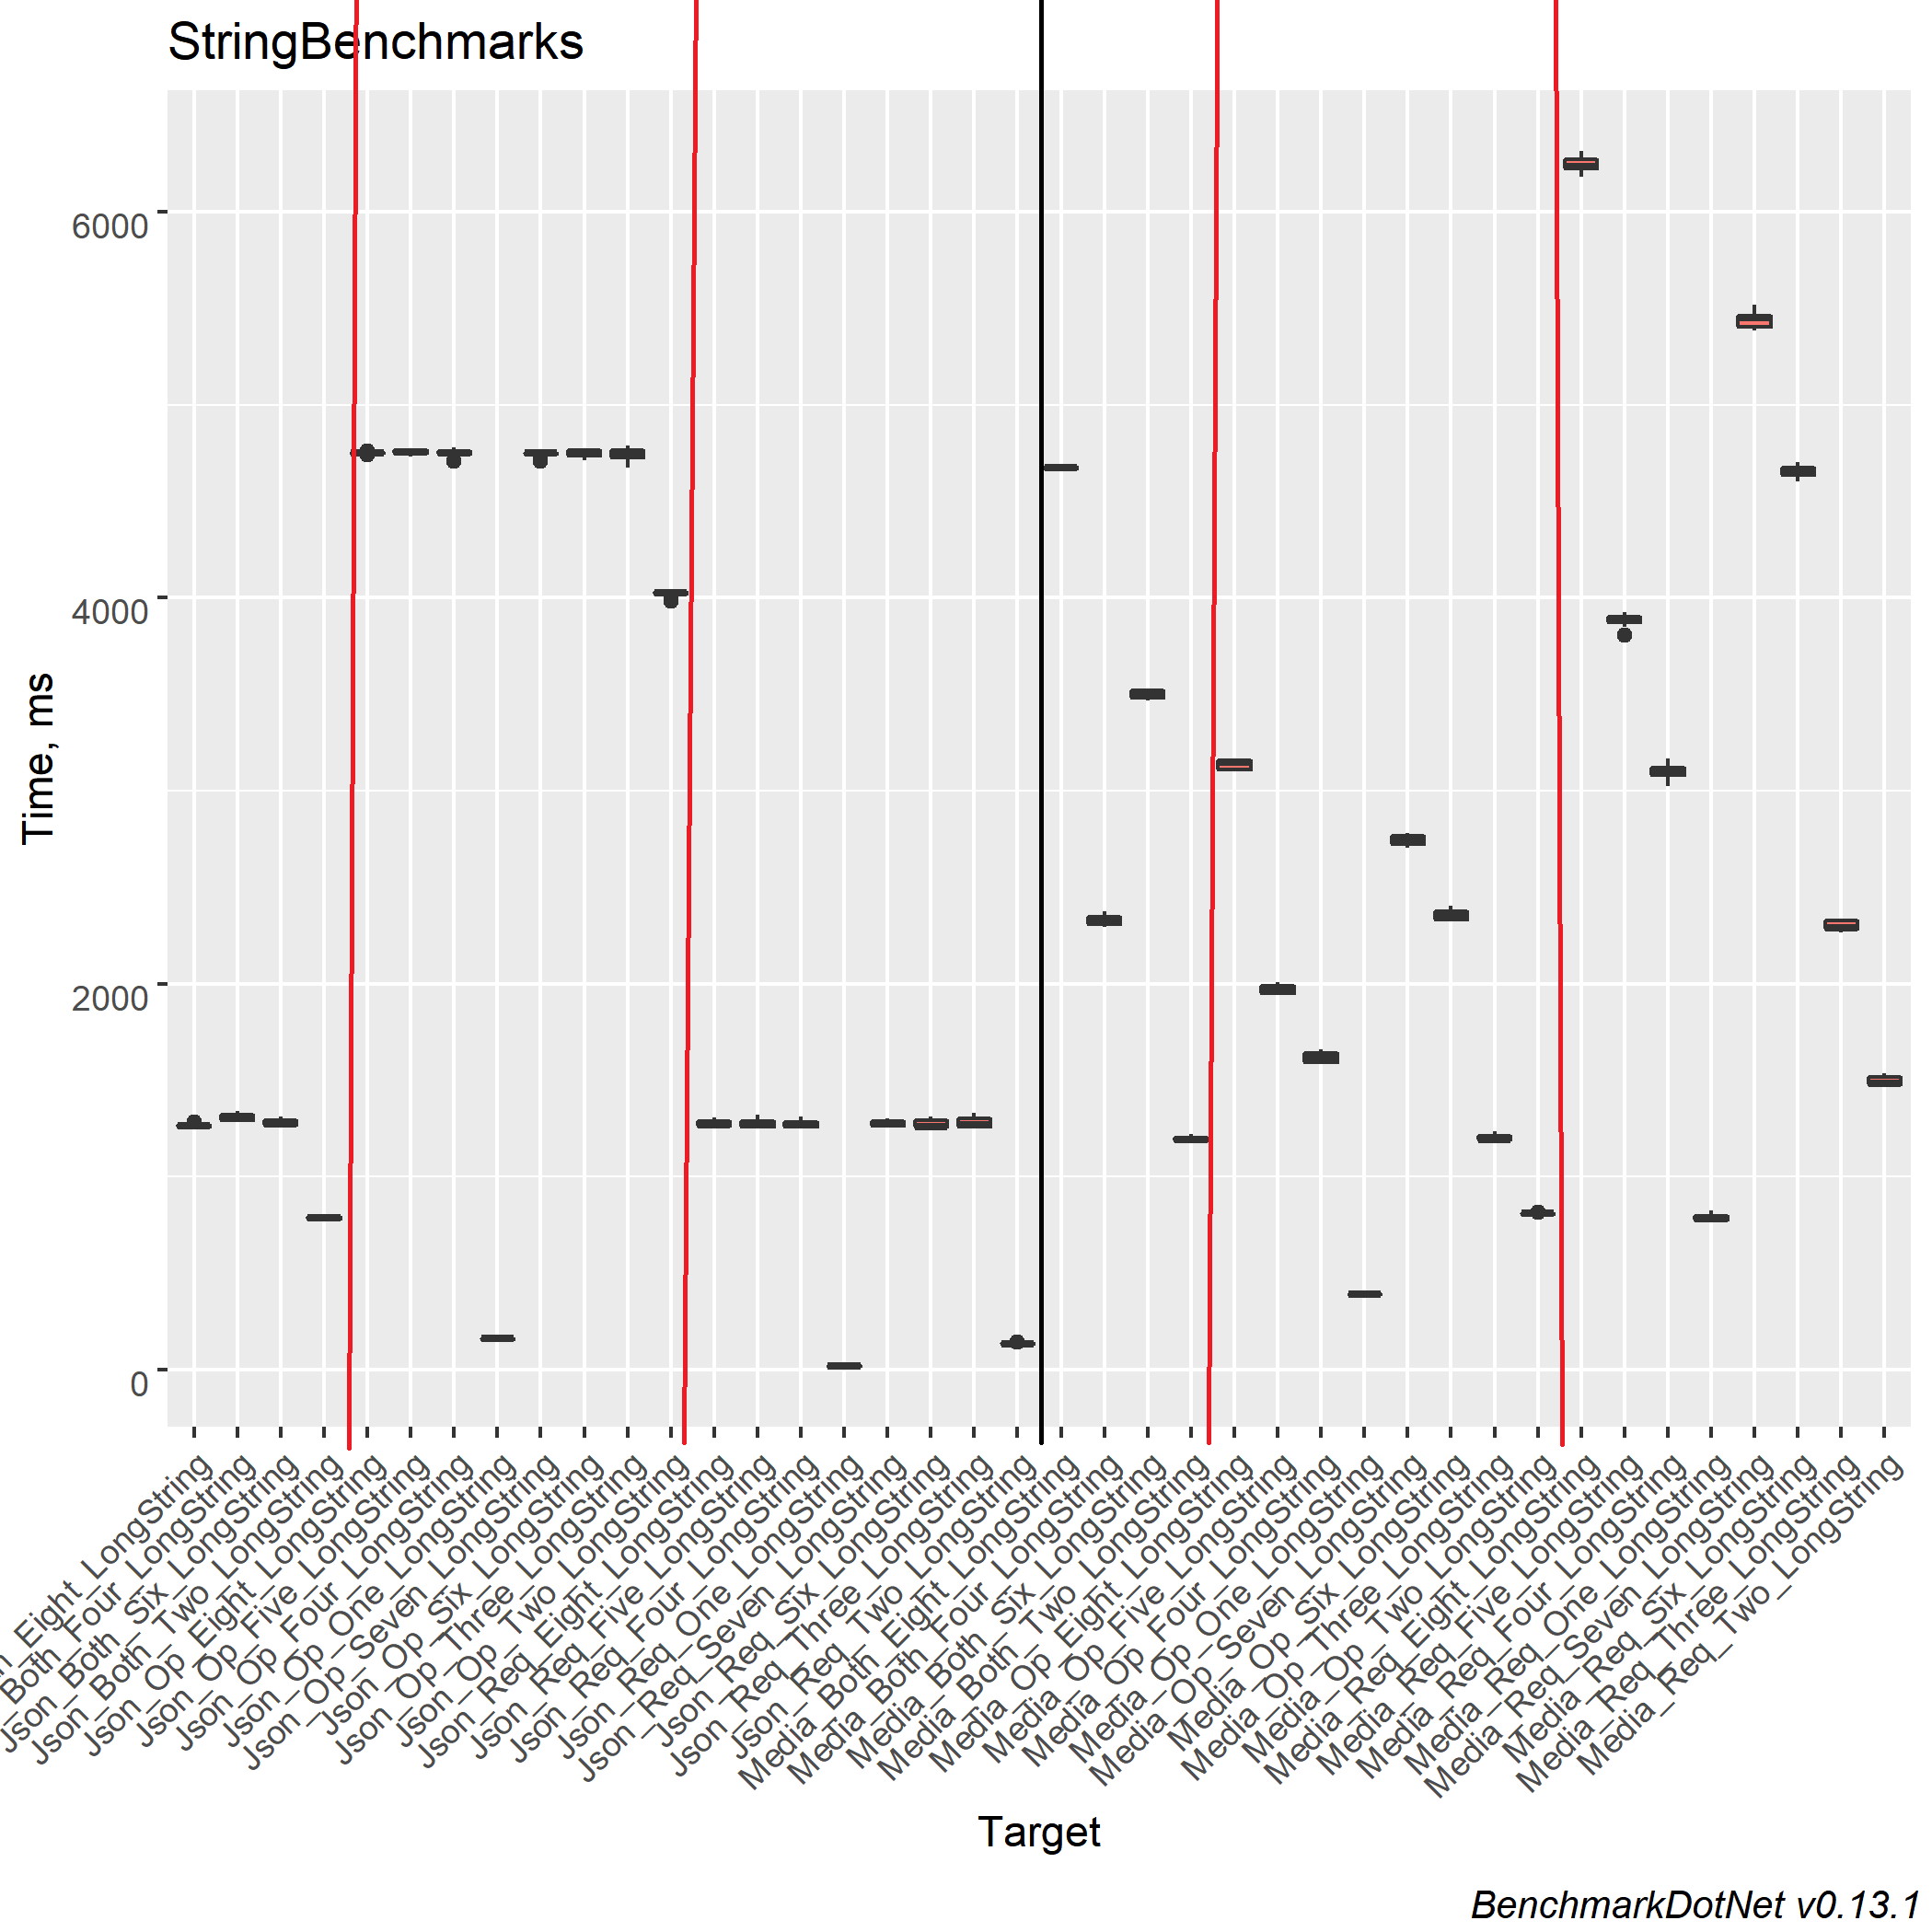 StringBenchmarks
6000
4000
2000
0
Time, ms
Eight_LongString
Both_Four_LongString
Json_Both_Six_LongString
Json_Both_Two_LongString
Json_Op_Eight_LongString
Json_Op_Five_LongString
Json_Op_Four_LongString
Json_Op_One_LongString
Json_Op_Seven_LongString
Json_Op_Six_LongString
Json_Op_Three_LongString
Json_Op_Two_LongString
Json_Req_Eight_LongString
Json_Req_Five_LongString
Json_Req_Four_LongString
Json_Req_One_LongString
Json_Req_Seven_LongString
Json_Req_Six_LongString
Json_Req_Three_LongString
Json_Req_Two_LongString
Media_Both_Eight_LongString
Media_Both_Four_LongString
Media_Both_Six_LongString
Media_Both_Two_LongString
Media_Op_Eight_LongString
Media_Op_Five_LongString
Media_Op_Four_LongString
Media_Op_One_LongString
Media_Op_Seven_LongString
Media_Op_Six_LongString
Media_Op_Three_LongString
Media_Op_Two_LongString
Media_Req_Eight_LongString
Media_Req_Five_LongString
Media_Req_Four_LongString
Media_Req_One_LongString
Media_Req_Seven_LongString
Media_Req_Six_LongString
Media_Req_Three_LongString
Media_Req_Two_LongString
Target
BenchmarkDotNet v0.13.1